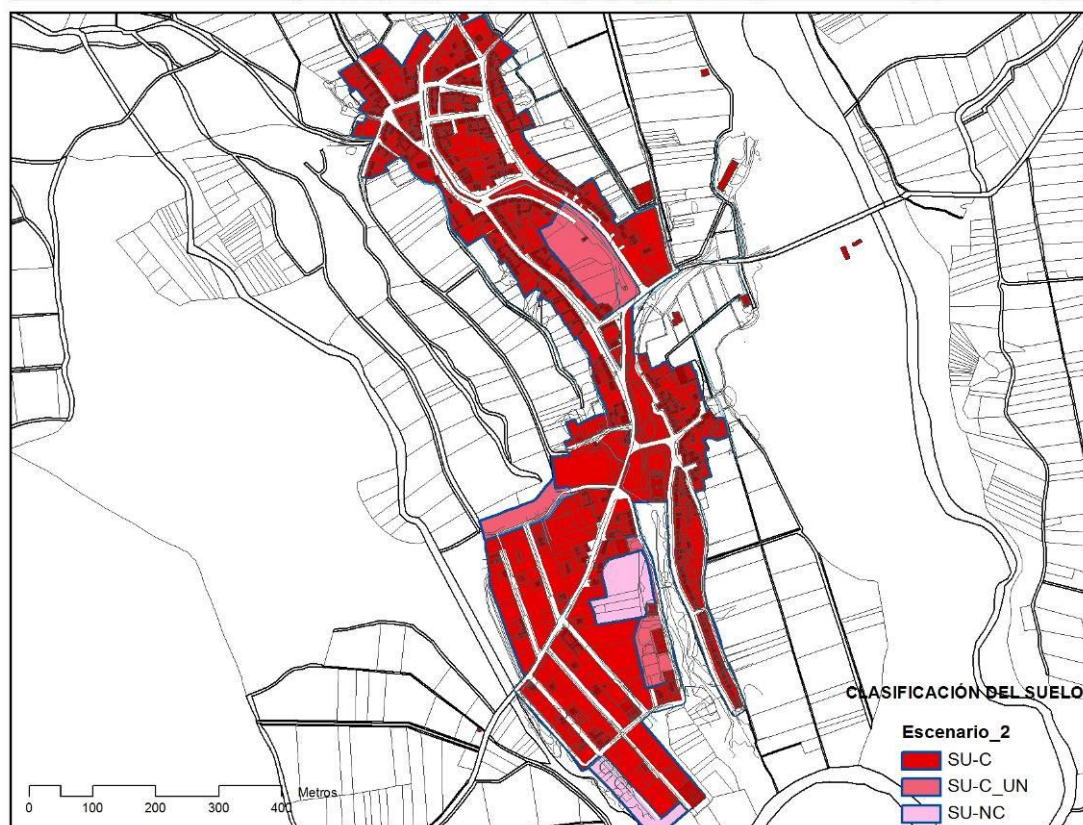 CLASIFICACIÓN DEL SUELO
Escenario_2
SU-C
SU-C_UN
SU-NC
0 100 200 300 400 Metros